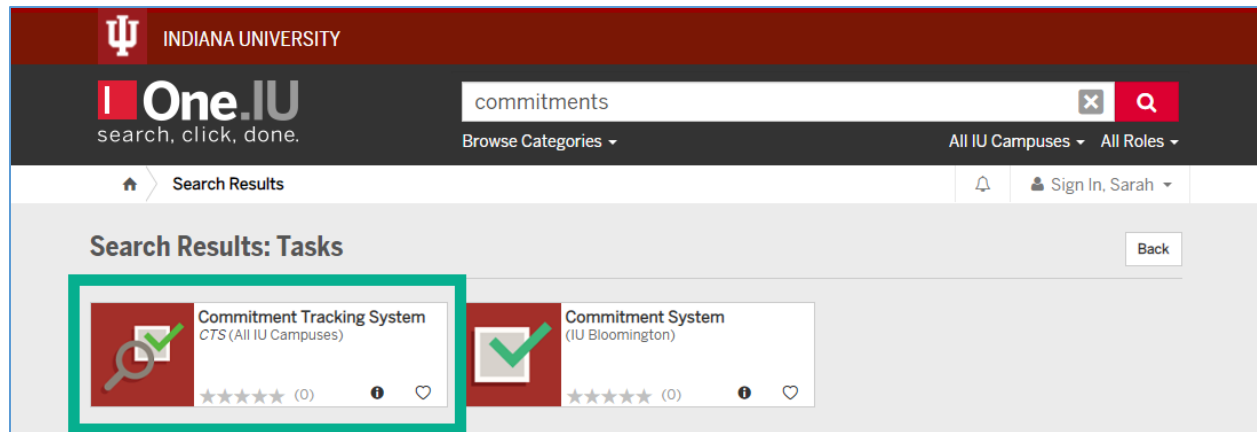 INDIANA UNIVERSITY
One.IU
search, click, done.
commitments
Browse Categories
All IU Campuses
All Roles
Search Results
Sign In, Sarah
Search Results: Tasks
Back
Commitment Tracking System
CTS (All IU Campuses)
(0)
Commitment System
(IU Bloomington)
(0)